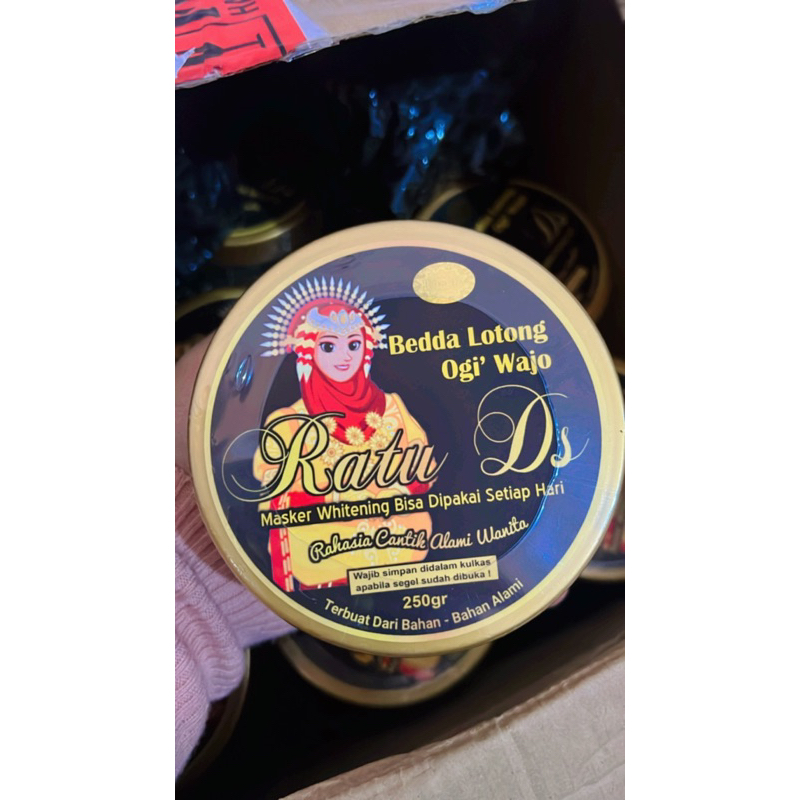 Bedda Lotong
Ogi' Wajo
Ratu Ds
Masker Whitening Bisa Dipakai Setiap Hari
Rahasia Cantik Alami Wanita
Wajib simpan didalam kulkas
apabila segel sudah dibuka !
250gr
Terbuat Dari Bahan - Bahan Alami